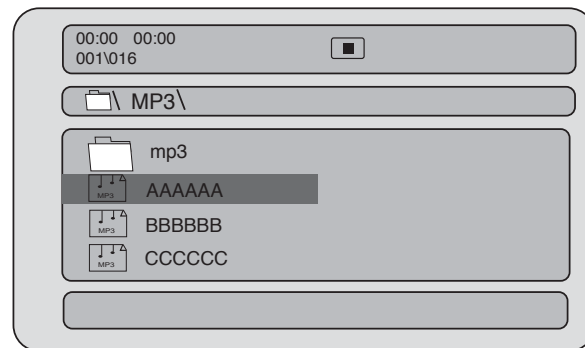 00:00 00:00
001\016
\ MP3\
mp3
MP3 AAAAAA
MP3 BBBBBB
MP3 CCCCCC